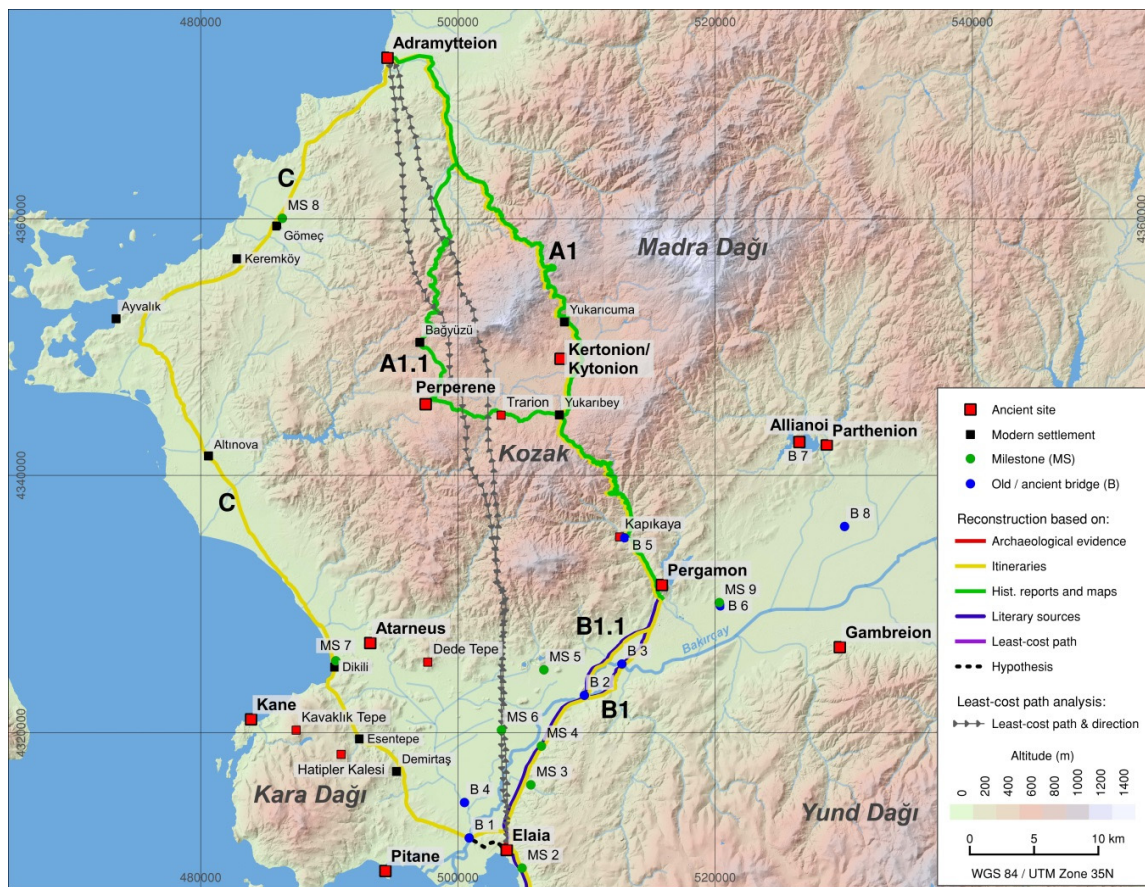 480000
500000
520000
540000
Adramytteion
C
MS 8
Gömeç
4360000
4360000
Keremköy
A1
Madra Dağı
Ayvalık
Yukarıcuma
Bağyüzü
A1.1
Kertonion/
Kytonion
Perperene
Trarion
Yukarıbey
Altınova
Kozak
Allianoi
Parthenion
B 7
4340000
C
B 8
Kapıkaya
B 5
Pergamon
MS 9
B 6
B1.1
Bakırçay
Atarneus
Gambreion
MS 7
Dede Tepe
Dikili
MS 5
B 3
B 2
B1
Kane
Kavaklık Tepe
MS 6
4320000
Esentepe
MS 4
Hatipler Kalesi
Demirtaş
MS 3
Kara Dağı
B 4
Yund Dağı
B 1
Elaia
Pitane
MS 2
480000
500000
520000
Ancient site
Modern settlement
Milestone (MS)
Old / ancient bridge (B)
Reconstruction based on:
Archaeological evidence
Itineraries
Hist. reports and maps
Literary sources
Least-cost path
Hypothesis
Least-cost path analysis:
Least-cost path & direction
Altitude (m)
0 200 400 600 800 1000 1200 1400
0 5 10 km
WGS 84 / UTM Zone 35N